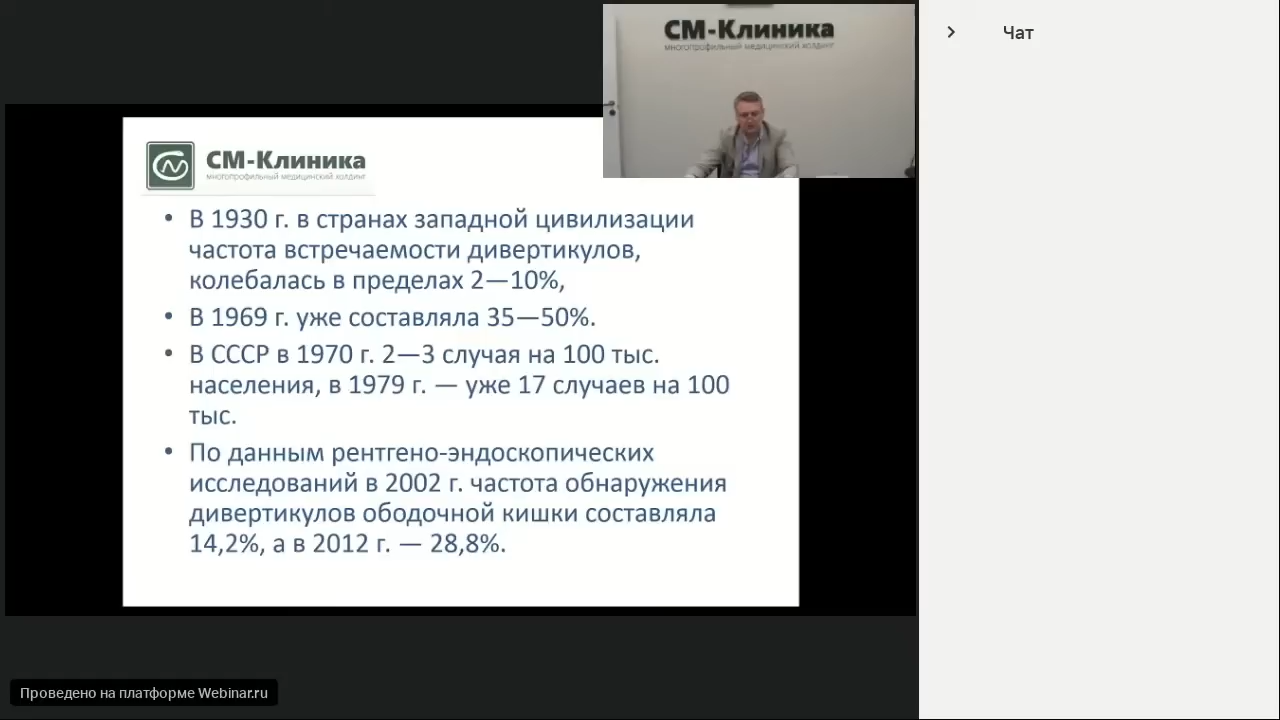 СМ-Клиника
многопрофильный медицинский холдинг
Чат
СМ-Клиника
многопрофильный медицинский холдинг
• В 1930 г. в странах западной цивилизации
частота встречаемости дивертикулов,
колебалась в пределах 2—10%,
• В 1969 г. уже составляла 35—50%.
• В СССР в 1970 г. 2—3 случая на 100 тыс.
населения, в 1979 г. — уже 17 случаев на 100
тыс.
• По данным рентгено-эндоскопических
исследований в 2002 г. частота обнаружения
дивертикулов ободочной кишки составляла
14,2%, а в 2012 г. — 28,8%.
Проведено на платформе Webinar.ru